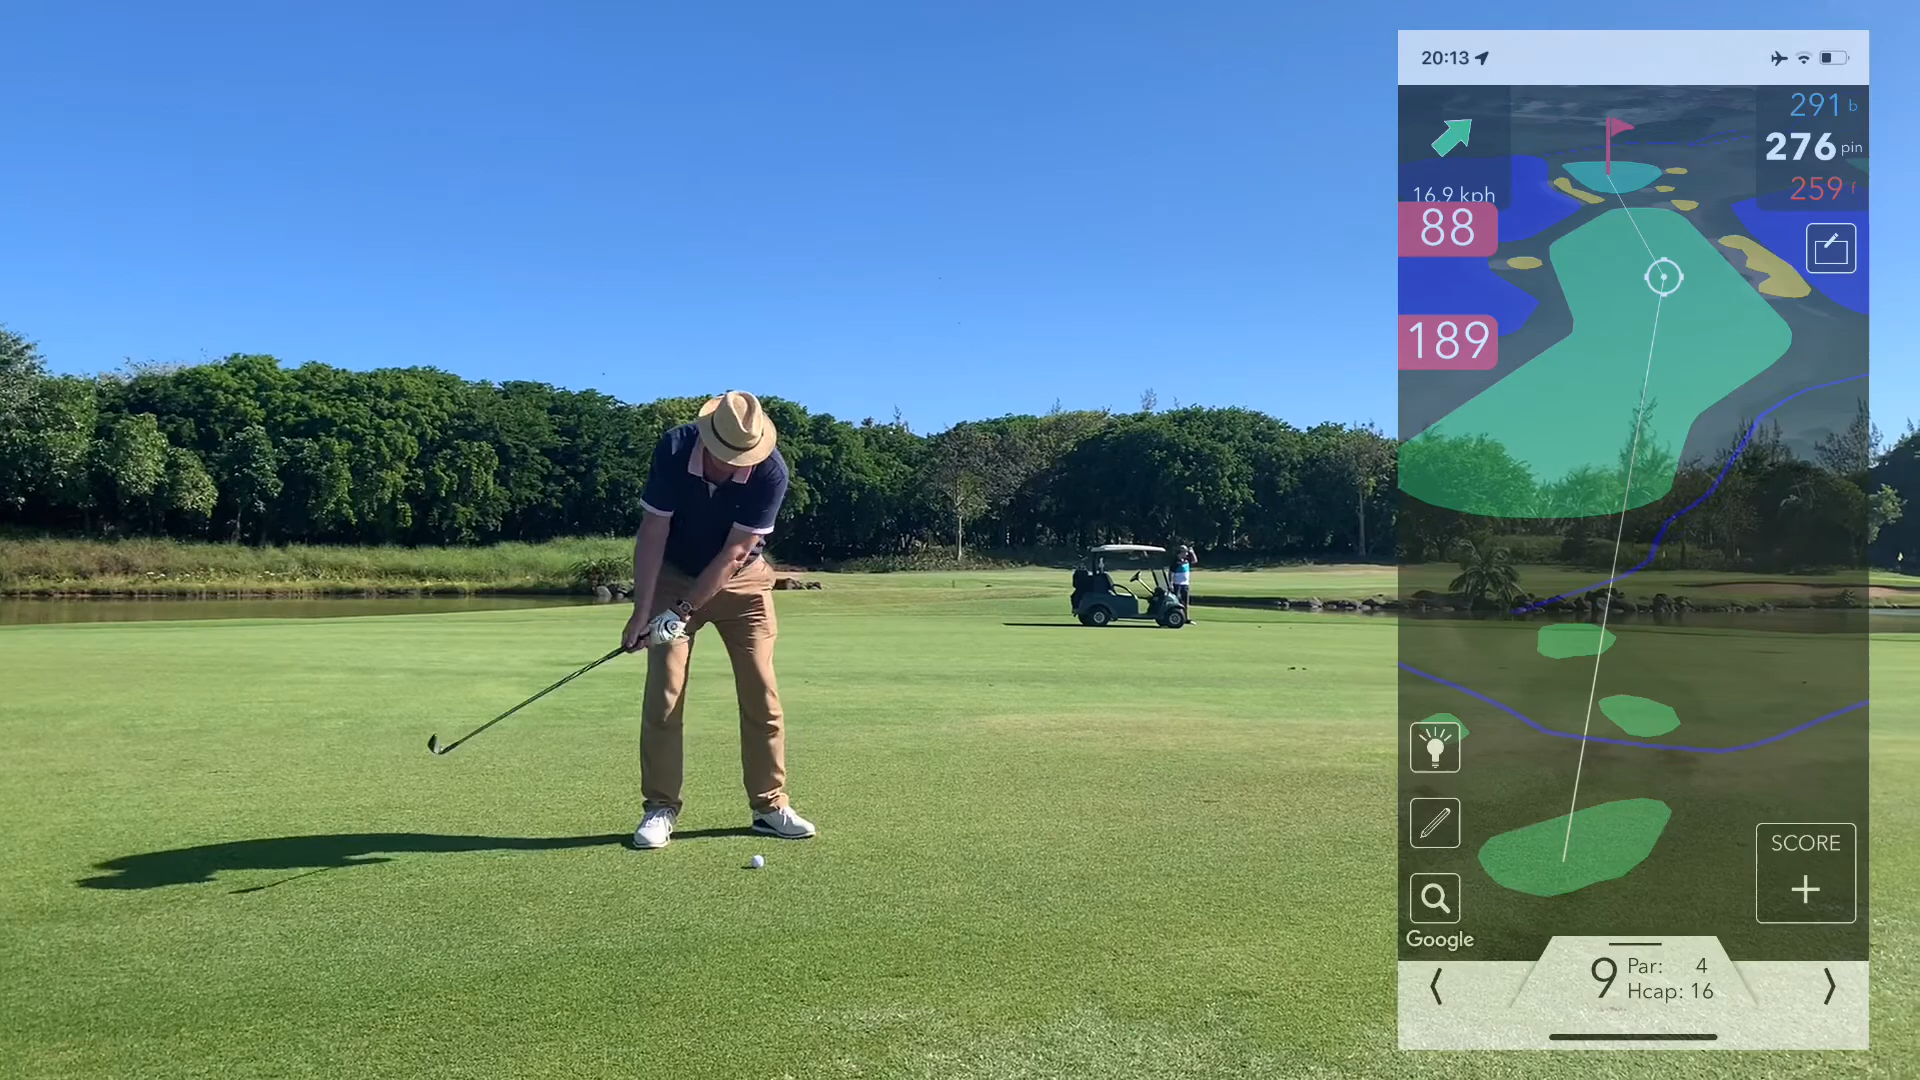 20:13
291 b
276 pin
259 f
16.9 kph
88
189
SCORE
+
Google
9 Par: 4
Hcap: 16